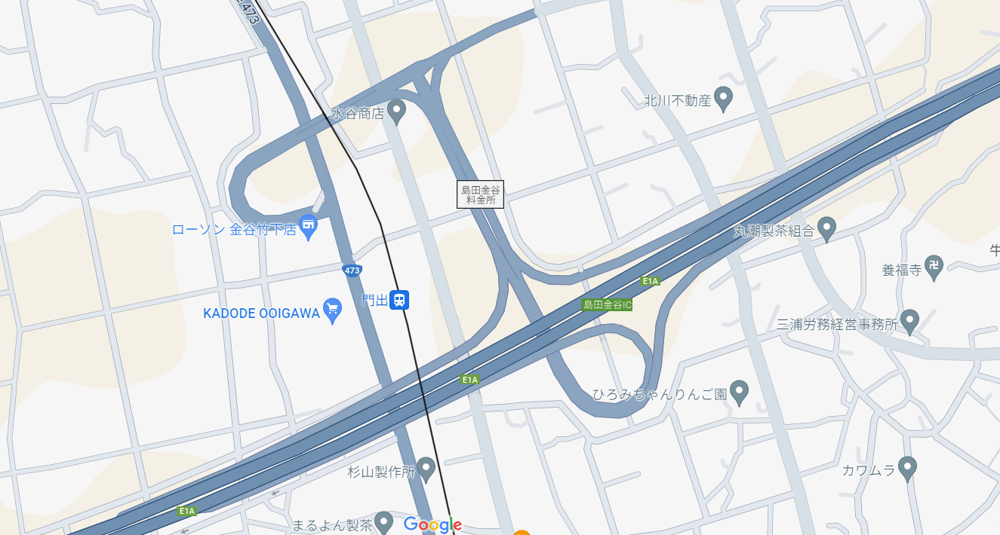 473
水谷商店
北川不動産
島田金谷
料金所
ローソン 金谷竹下店
丸潮製茶組合
牛
473
養福寺
E1A
門出
島田金谷IC
KADODE OOIGAWA
三浦労務経営事務所
E1A
ひろみちゃんりんご園
杉山製作所
カワムラ
E1A
まるよん製茶
Google